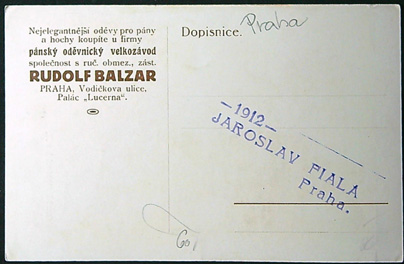 Nejelegantnější oděvy pro pány
a hochy koupíte u firmy
pánský oděvnický velkozávod
společnost s ruč. obmez., zást.
RUDOLF BALZAR
PRAHA, Vodičkova ulice,
Palác „Lucerna“.
Dopisnice.
Praha
-1912-
JAROSLAV FIALA
Praha.